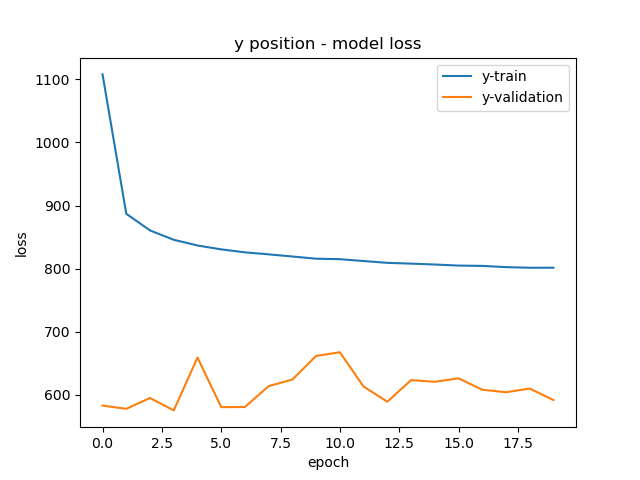 y position - model loss
y-train
y-validation
1100
1000
900
800
700
600
loss
0.0 2.5 5.0 7.5 10.0 12.5 15.0 17.5
epoch